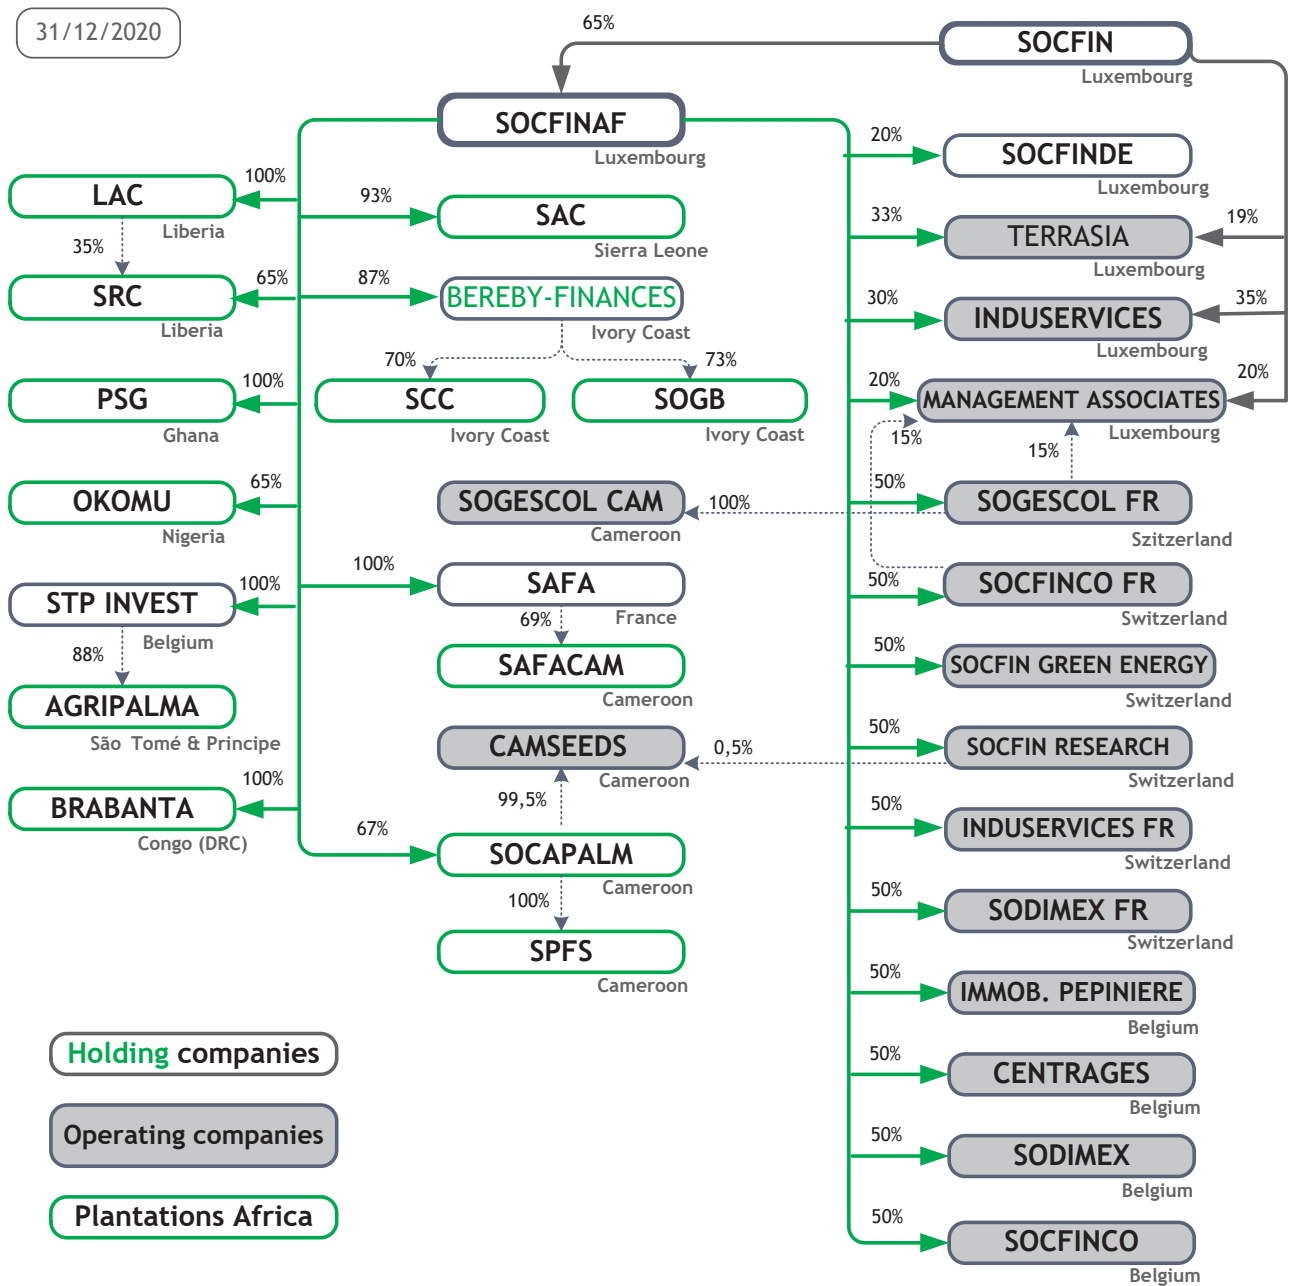 31/12/2020
65%
SOCFIN
Luxembourg
SOCFINAF
Luxembourg
20%
SOCFINDE
Luxembourg
100%
LAC
Liberia
93%
SAC
Sierra Leone
33%
TERRASIA
Luxembourg
19%
35%
65%
SRC
Liberia
87%
BEREBY-FINANCES
Ivory Coast
30%
INDUSERVICES
Luxembourg
35%
70%
73%
100%
PSG
Ghana
SCC
Ivory Coast
SOGB
Ivory Coast
20%
MANAGEMENT ASSOCIATES
Luxembourg
20%
15%
15%
65%
OKOMU
Nigeria
SOGESCOL CAM
Cameroon
100%
50%
SOGESCOL FR
Szitzerland
100%
STP INVEST
Belgium
100%
SAFA
France
50%
SOCFINCO FR
Switzerland
88%
69%
AGRIPALMA
São Tomé & Principe
SAFACAM
Cameroon
50%
SOCFIN GREEN ENERGY
Switzerland
CAMSEEDS
Cameroon
0,5%
50%
SOCFIN RESEARCH
Switzerland
100%
BRABANTA
Congo (DRC)
99,5%
67%
SOCAPALM
Cameroon
50%
INDUSERVICES FR
Switzerland
100%
SPFS
Cameroon
50%
SODIMEX FR
Switzerland
50%
IMMOB. PEPINIERE
Belgium
Holding companies
50%
CENTRAGES
Belgium
Operating companies
50%
SODIMEX
Belgium
Plantations Africa
50%
SOCFINCO
Belgium